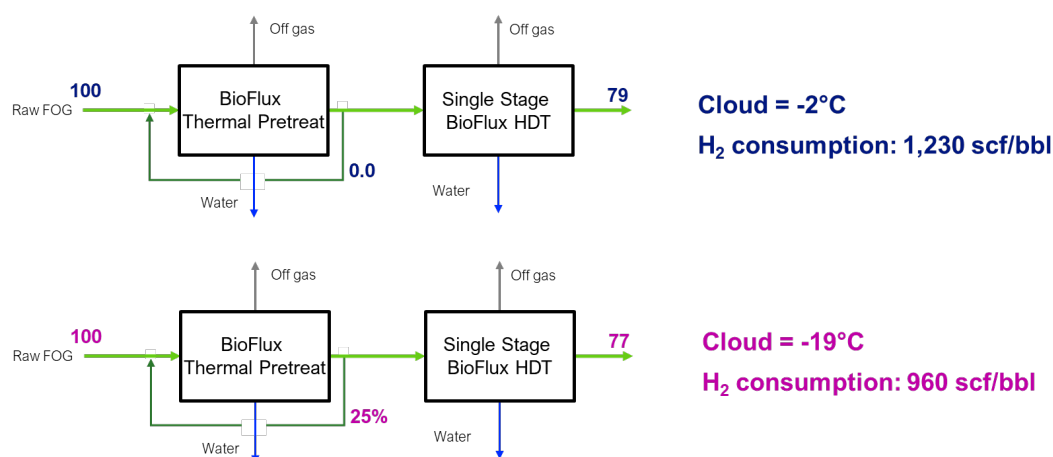 Off gas
Off gas
100
Raw FOG
BioFlux
Thermal Pretreat
Single Stage
BioFlux HDT
79
Cloud = -2°C
H₂ consumption: 1,230 scf/bbl
0.0
Water
Water
Off gas
Off gas
100
Raw FOG
BioFlux
Thermal Pretreat
Single Stage
BioFlux HDT
77
Cloud = -19°C
H₂ consumption: 960 scf/bbl
25%
Water
Water